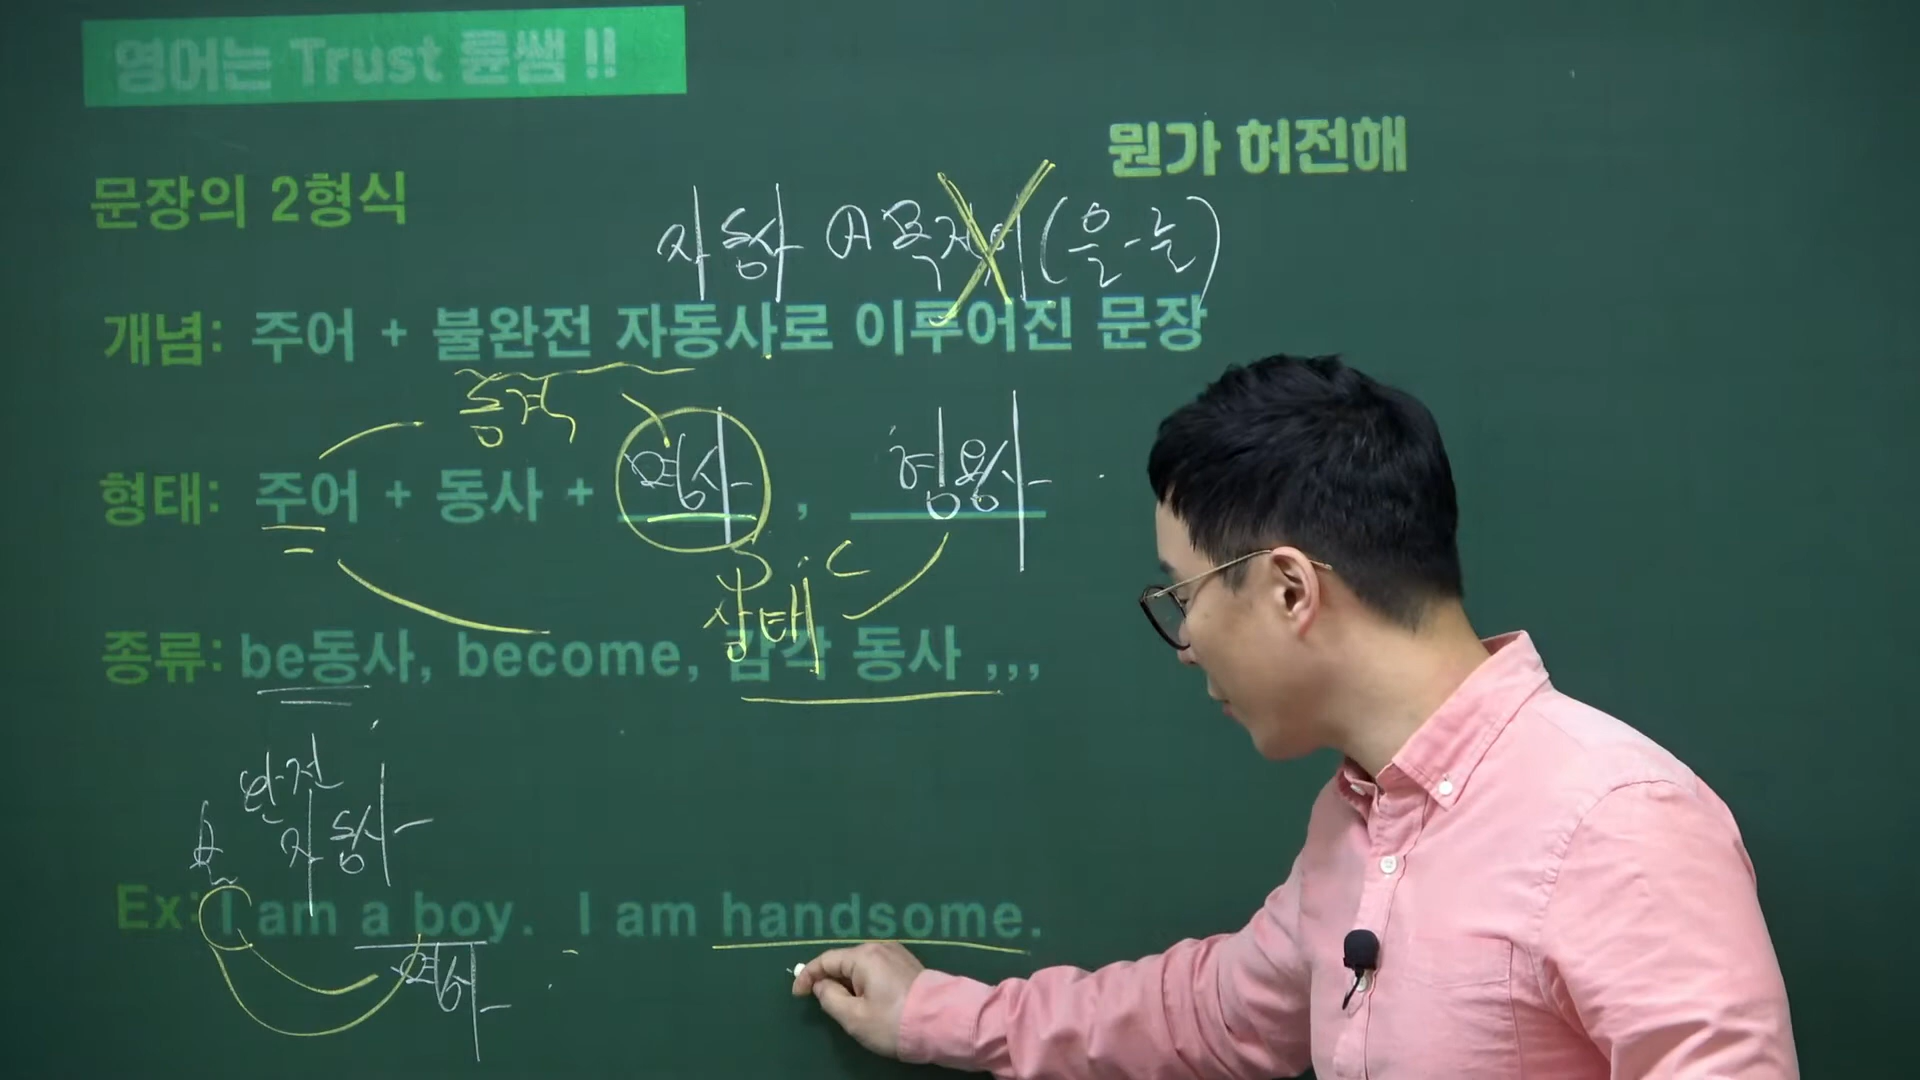 영어는 Trust 륜쌤 !!
뭔가 허전해
문장의 2형식
자동사 목적어 (을-를)
개념: 주어 + 불완전 자동사로 이루어진 문장
동격
형태: 주어 + 동사 + 명사 , 형용사
S.C
상태
종류: be동사, become, 감각 동사 ,,,
완전
자동사
Ex: I am a boy. I am handsome.
명사